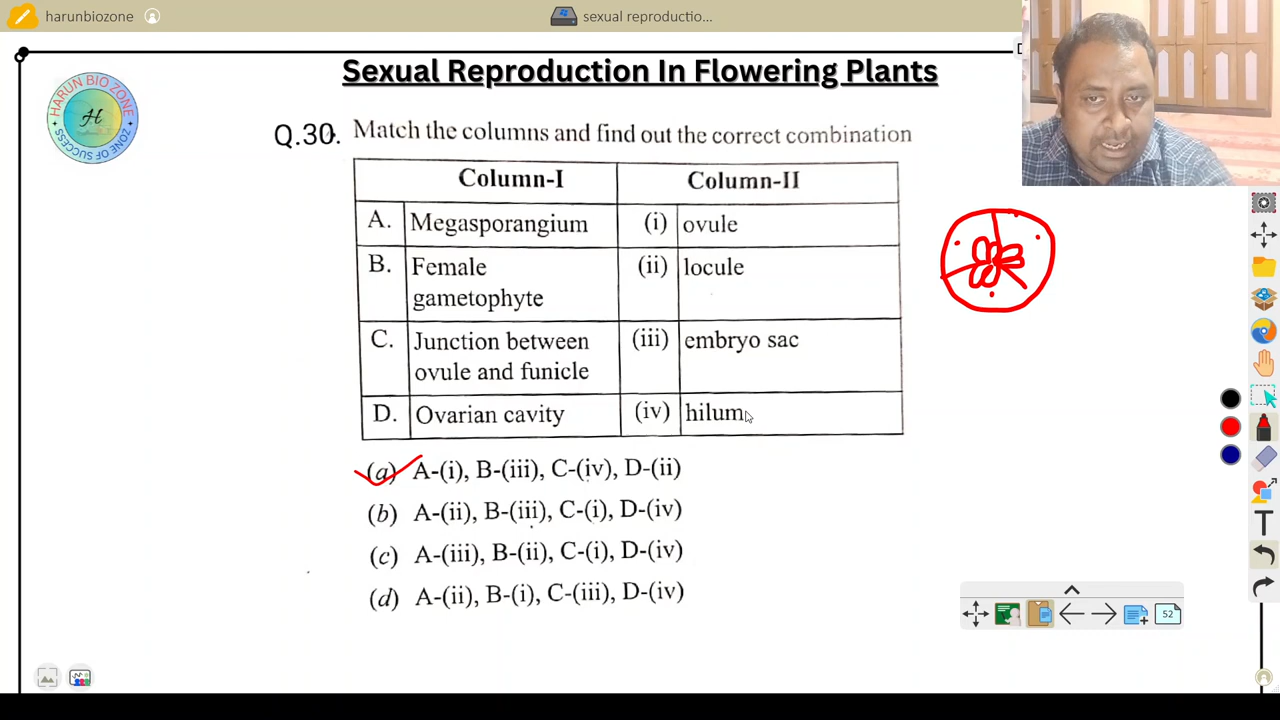 harunbiozone
sexual reproductio...
Sexual Reproduction In Flowering Plants
HARUN BIO ZONE
H
ZONE OF SUCCESS
Q.30. Match the columns and find out the correct combination
Column-I Column-II
A. Megasporangium (i) ovule
B. Female gametophyte (ii) locule
C. Junction between ovule and funicle (iii) embryo sac
D. Ovarian cavity (iv) hilum
(a) A-(i), B-(iii), C-(iv), D-(ii)
(b) A-(ii), B-(iii), C-(i), D-(iv)
(c) A-(iii), B-(ii), C-(i), D-(iv)
(d) A-(ii), B-(i), C-(iii), D-(iv)
T
52